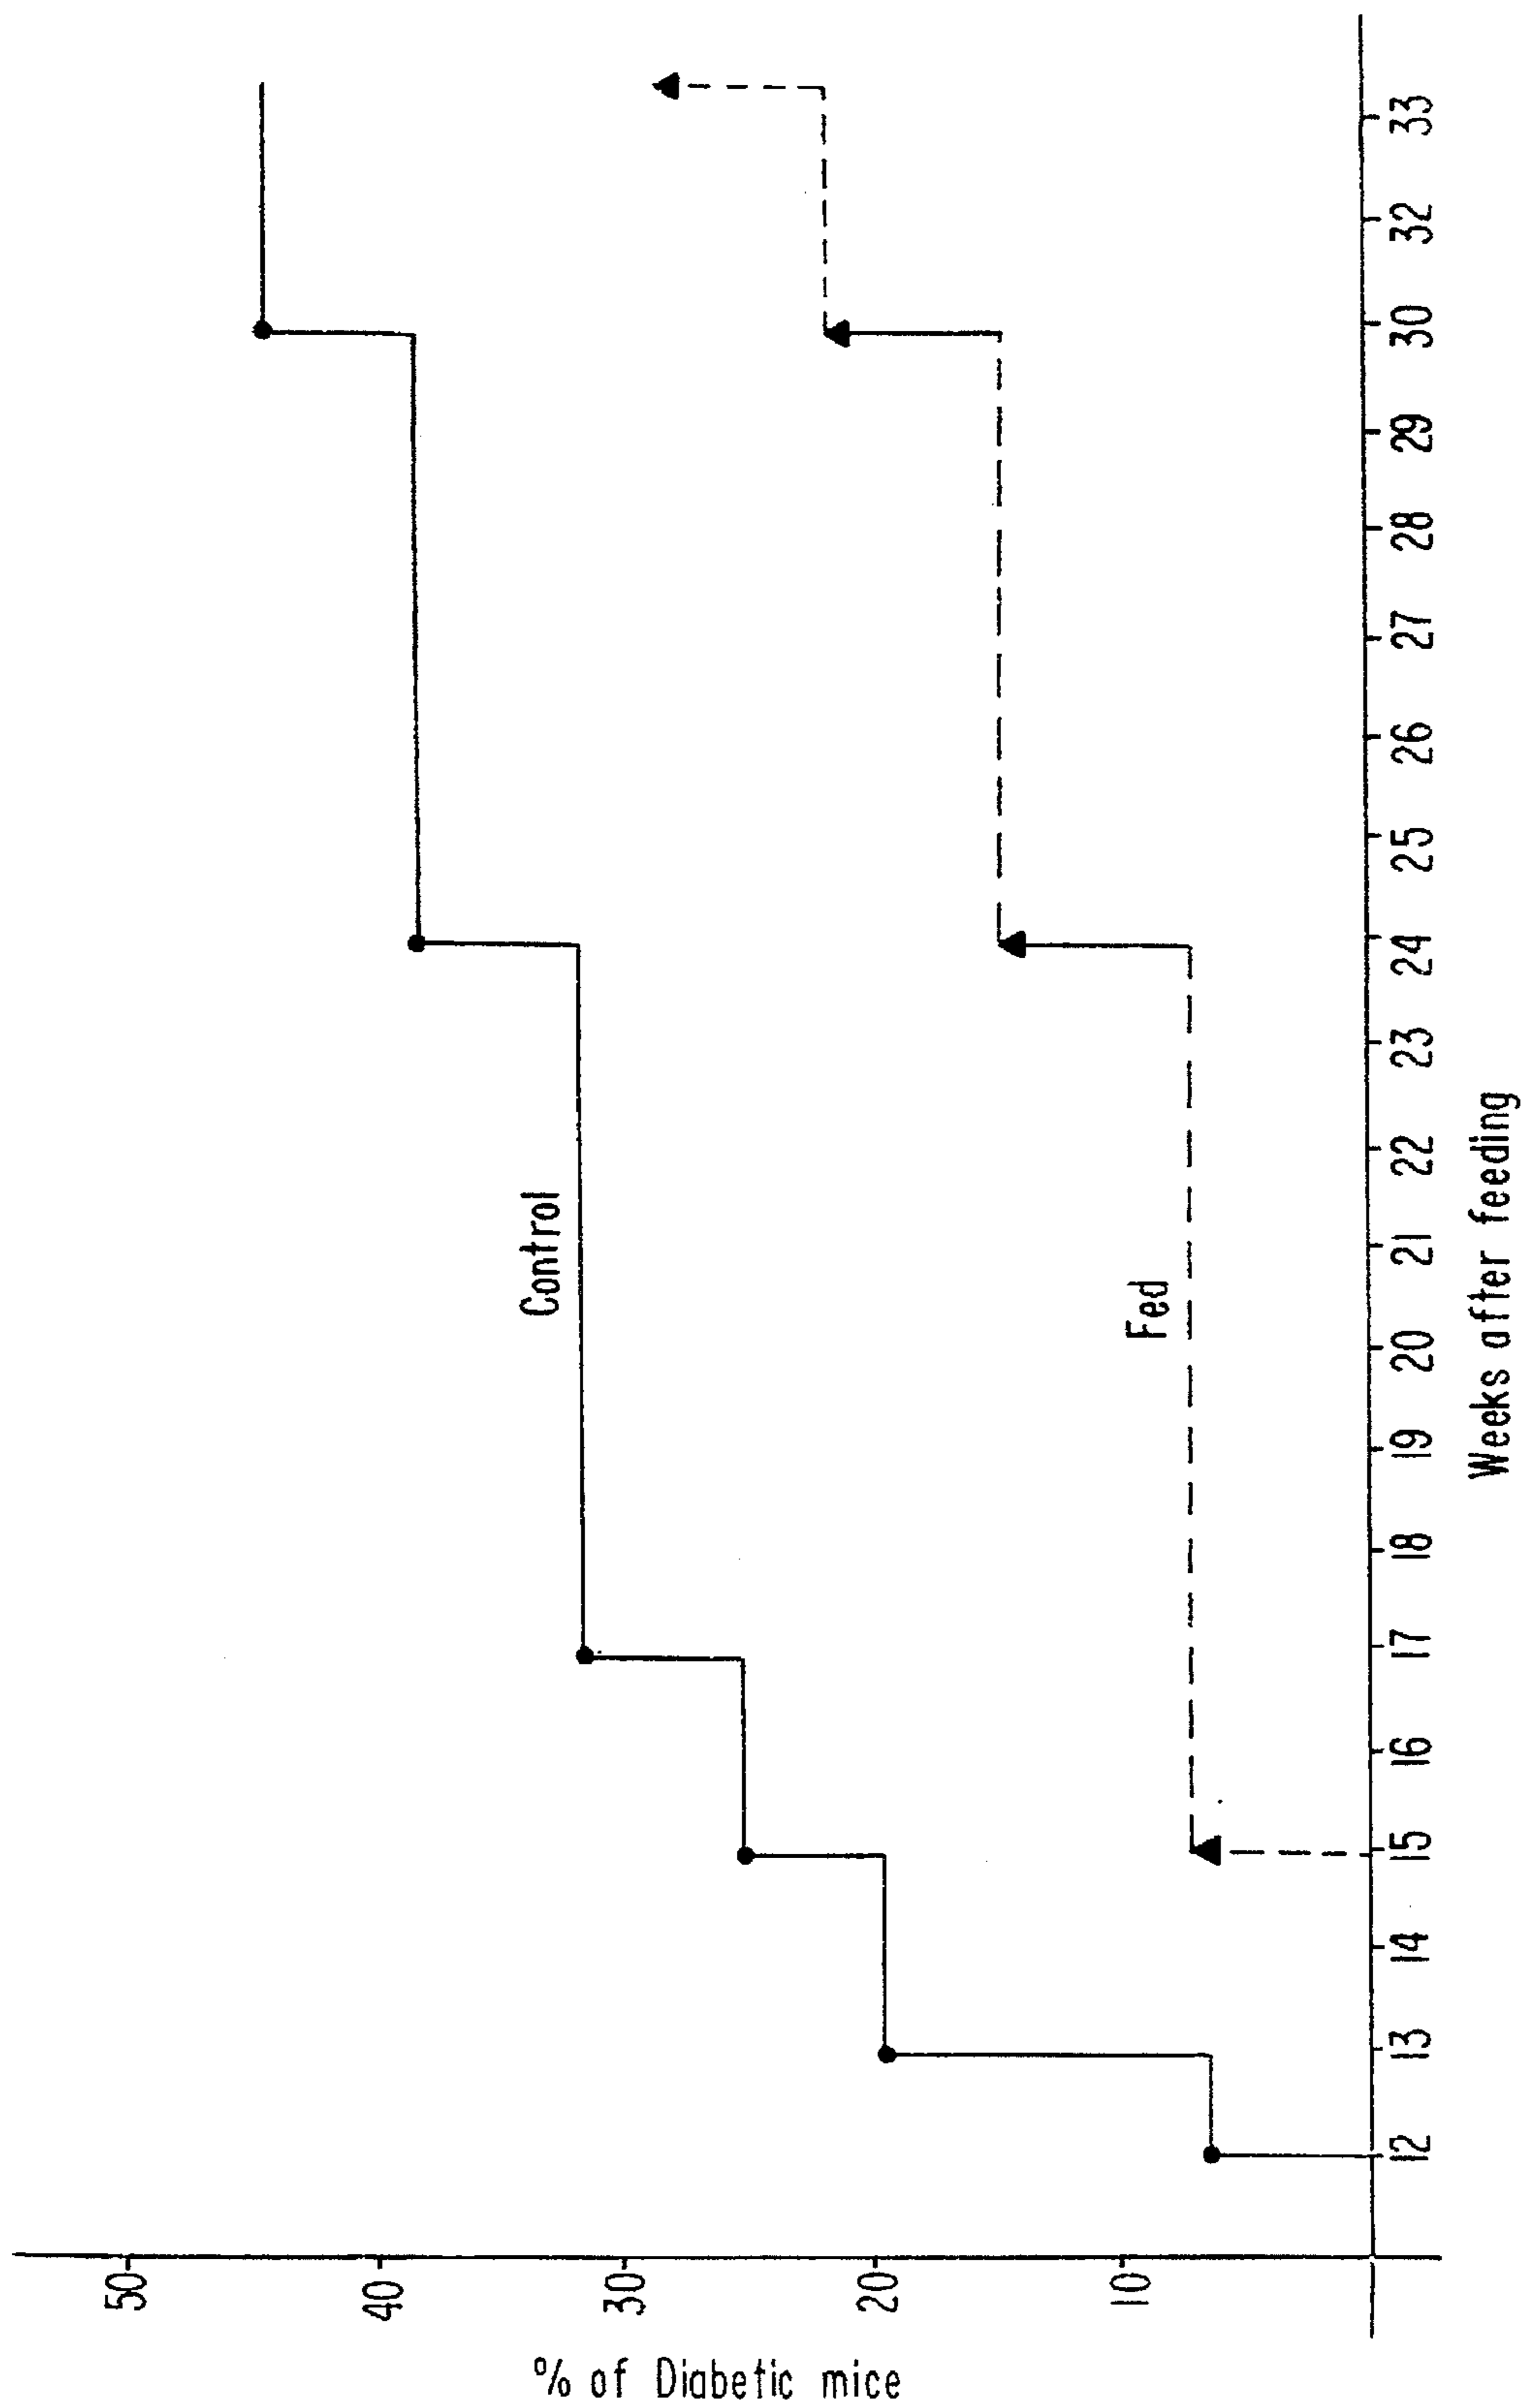 % of Diabetic mice
50
40
30
20
10
Control
Fed
12 13 14 15 16 17 18 19 20 21 22 23 24 25 26 27 28 29 30 32 33
Weeks after feeding